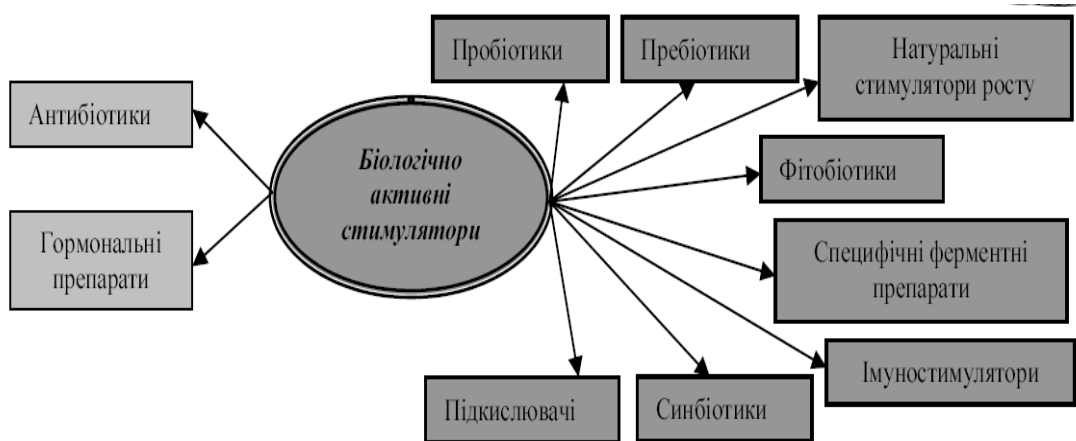 Пробіотики
Пребіотики
Натуральні
стимулятори росту
Антибіотики
Біологічно
активні
стимулятори
Фітобіотики
Гормональні
препарати
Специфічні ферментні
препарати
Імуностимулятори
Підкислювачі
Синбіотики